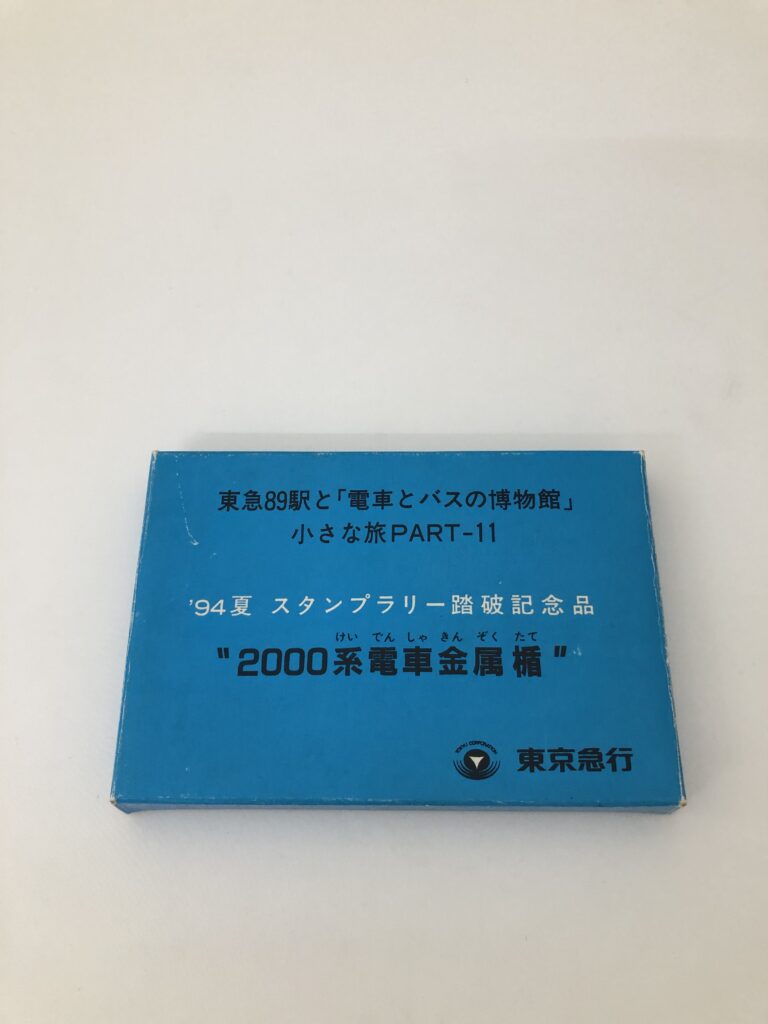 東急89駅と「電車とバスの博物館」
小さな旅PART-11
'94夏 スタンプラリー踏破記念品
けい でん しゃ きん ぞく たて
"2000系電車金属楯"
TOKYU CORPORATION
東京急行